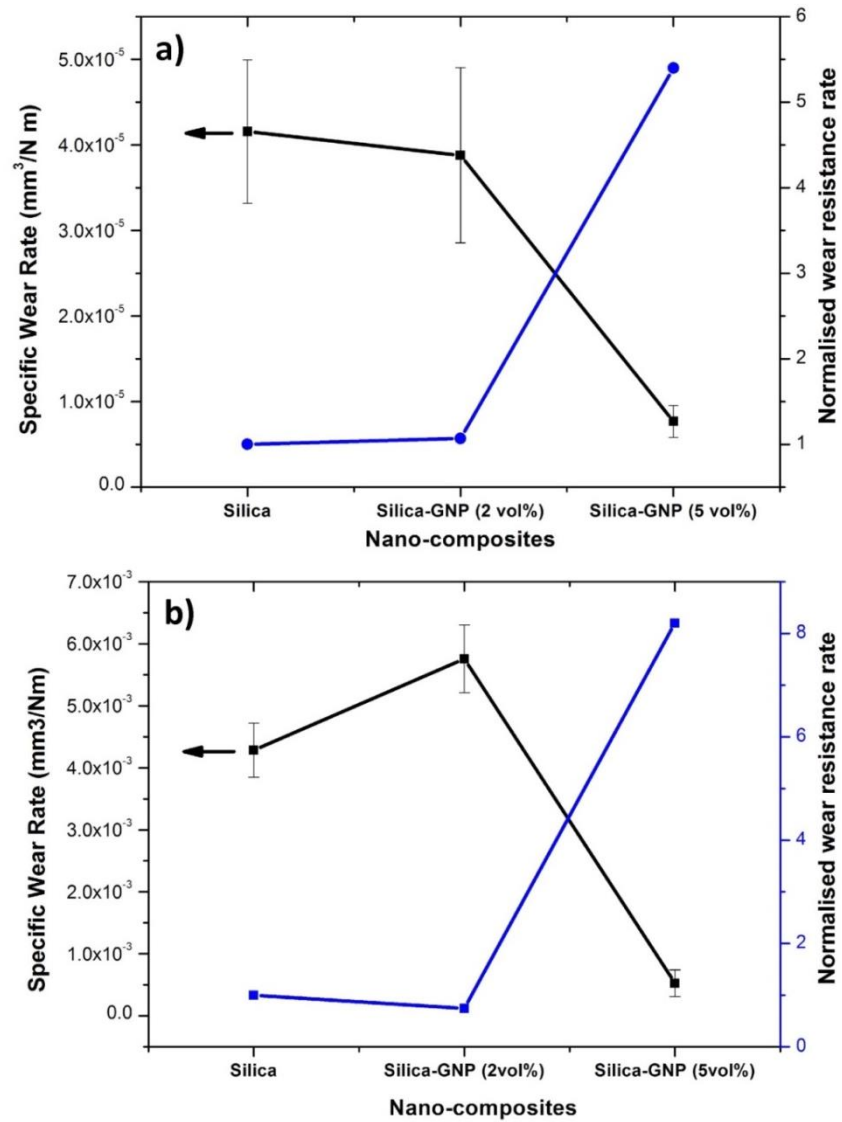 a)
Specific Wear Rate (mm³/N m)
5.0x10⁻⁵
4.0x10⁻⁵
3.0x10⁻⁵
2.0x10⁻⁵
1.0x10⁻⁵
0.0
6
5
4
3
2
1
Normalised wear resistance rate
Silica Silica-GNP (2 vol%) Silica-GNP (5 vol%)
Nano-composites
b)
Specific Wear Rate (mm3/Nm)
7.0x10⁻³
6.0x10⁻³
5.0x10⁻³
4.0x10⁻³
3.0x10⁻³
2.0x10⁻³
1.0x10⁻³
0.0
8
6
4
2
0
Normalised wear resistance rate
Silica Silica-GNP (2vol%) Silica-GNP (5vol%)
Nano-composites